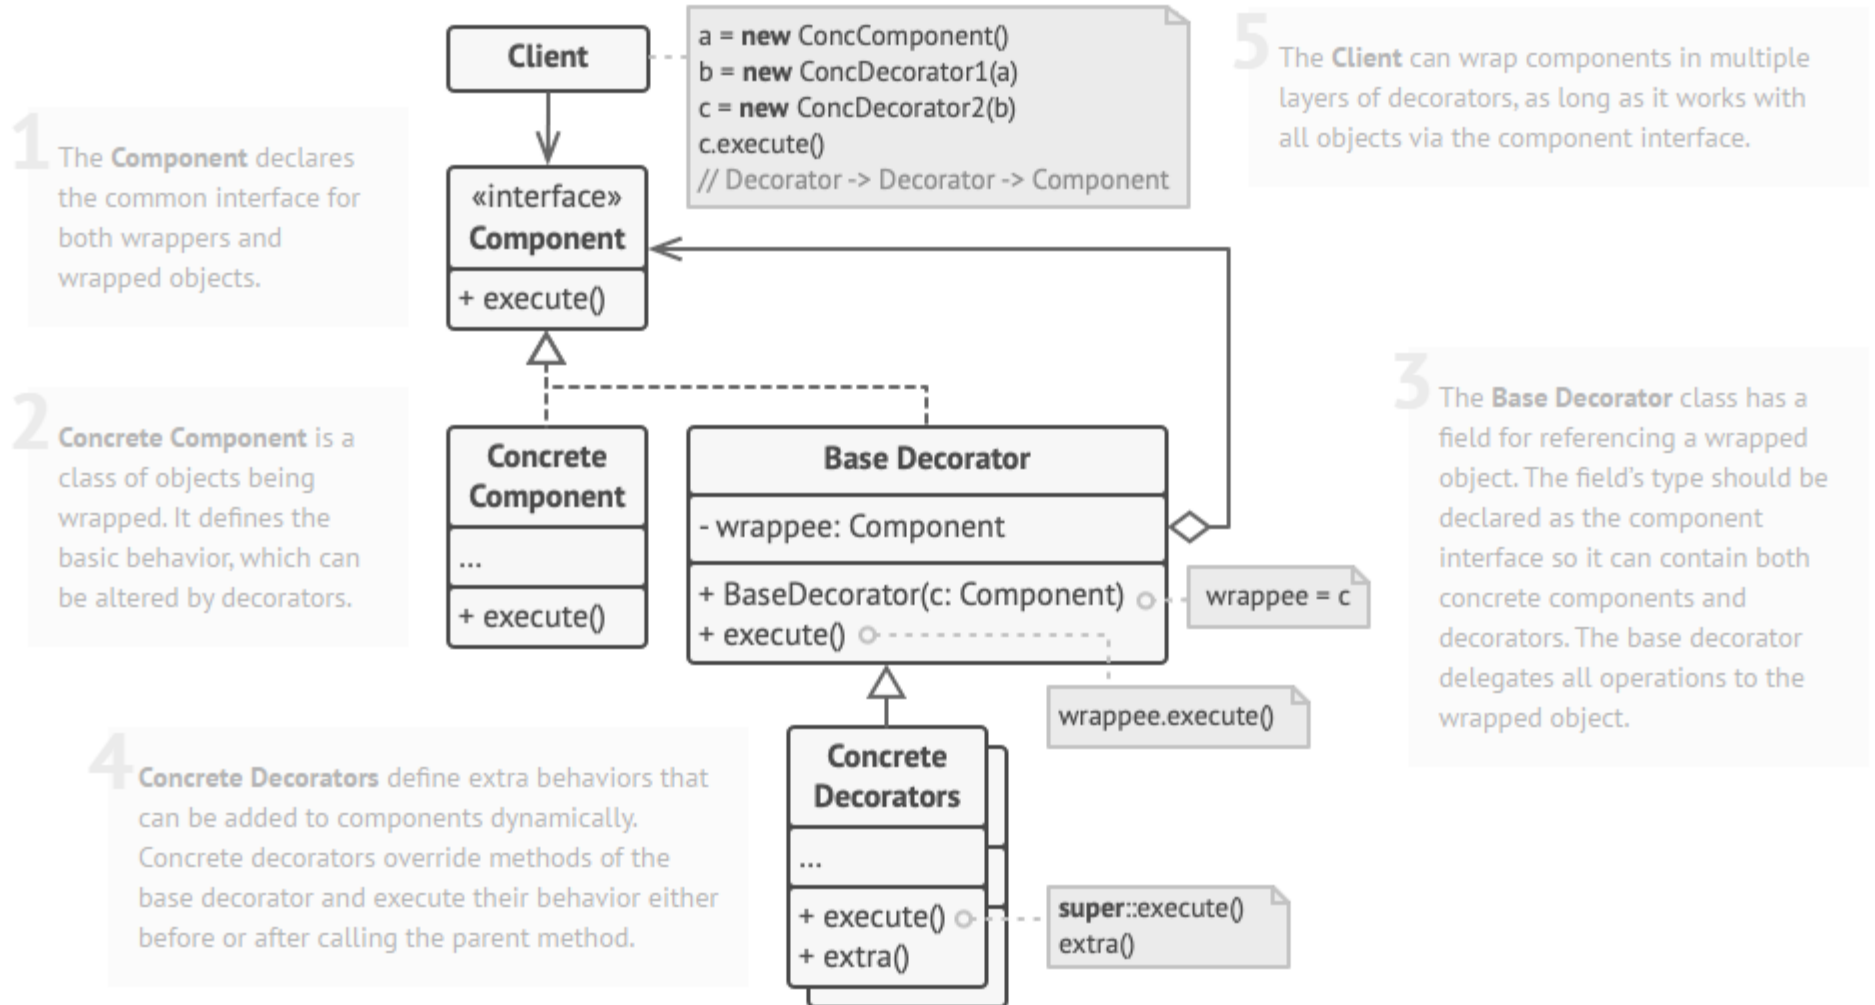 Client
a = new ConcComponent()
b = new ConcDecorator1(a)
c = new ConcDecorator2(b)
c.execute()
// Decorator -> Decorator -> Component
5
The Client can wrap components in multiple
layers of decorators, as long as it works with
all objects via the component interface.
1
The Component declares
the common interface for
both wrappers and
wrapped objects.
«interface»
Component
+ execute()
2
Concrete Component is a
class of objects being
wrapped. It defines the
basic behavior, which can
be altered by decorators.
Concrete
Component
...
+ execute()
Base Decorator
- wrappee: Component
+ BaseDecorator(c: Component)
+ execute()
wrappee = c
wrappee.execute()
3
The Base Decorator class has a
field for referencing a wrapped
object. The field's type should be
declared as the component
interface so it can contain both
concrete components and
decorators. The base decorator
delegates all operations to the
wrapped object.
4
Concrete Decorators define extra behaviors that
can be added to components dynamically.
Concrete decorators override methods of the
base decorator and execute their behavior either
before or after calling the parent method.
Concrete
Decorators
...
+ execute()
+ extra()
super::execute()
extra()